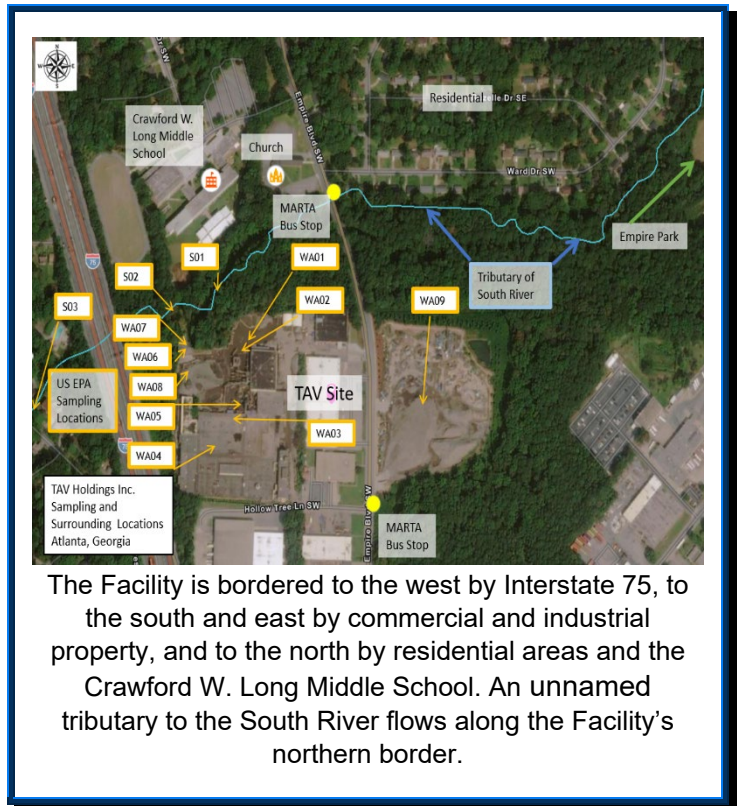 N
W
E
S
Crawford W.
Long Middle
School
Church
Empire Blvd SW
Residential
elle Dr SE
Ward Dr SW
MARTA
Bus Stop
Empire Park
Tributary of
South River
S01
S02
S03
WA01
WA02
WA07
WA06
WA08
WA05
WA04
WA09
75
US EPA
Sampling
Locations
TAV Site
WA03
TAV Holdings Inc.
Sampling and
Surrounding Locations
Atlanta, Georgia
Hollow Tree Ln SW
Empire Blvd SW
MARTA
Bus Stop
The Facility is bordered to the west by Interstate 75, to
the south and east by commercial and industrial
property, and to the north by residential areas and the
Crawford W. Long Middle School. An unnamed
tributary to the South River flows along the Facility's
northern border.